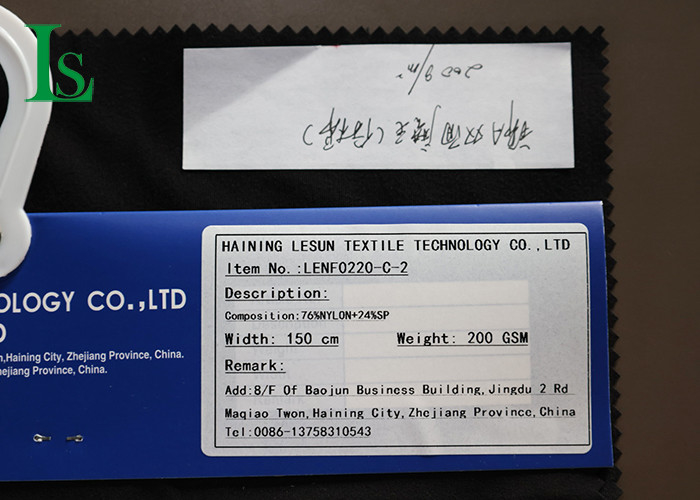 LS
200 g/m²
OLOGY CO.,LTD
D
n,Haining City, Zhejiang Province, China.
ejiang Province, China.
HAINING LESUN TEXTILE TECHNOLOGY CO.,LTD
Item No.:LENF0220-C-2
Description:
Composition:76%NYLON+24%SP
Width: 150 cm Weight: 200 GSM
Remark:
Add:8/F Of Baojun Business Building,Jingdu 2 Rd
Maqiao Twon,Haining City,Zhejiang Province,China
Tel:0086-13758310543